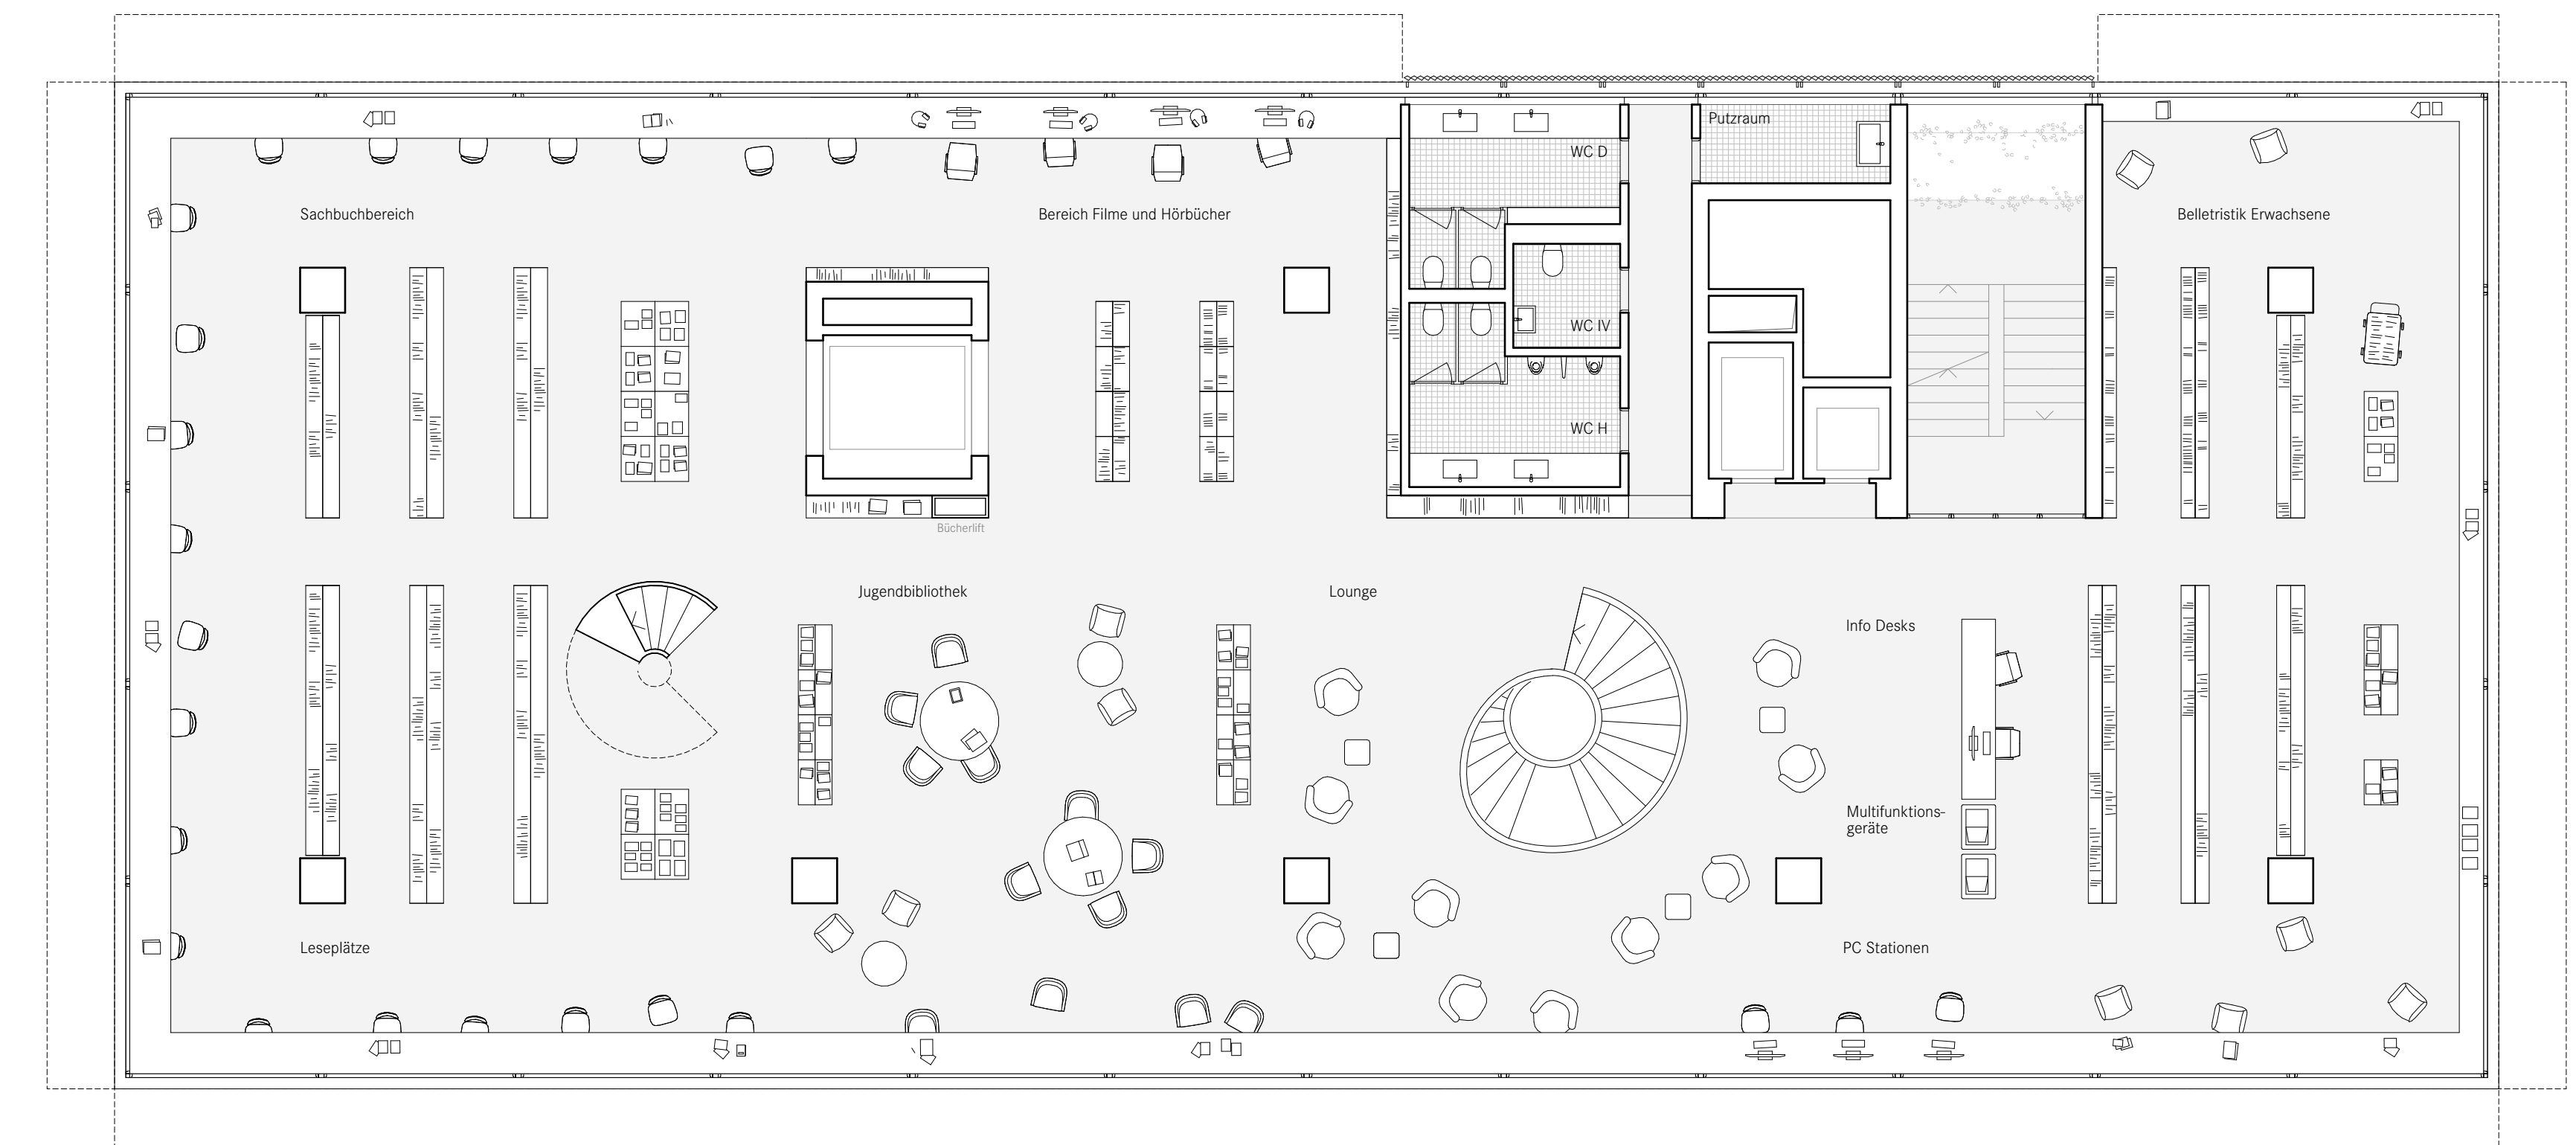 Putzraum
WC D
Sachbuchbereich
Bereich Filme und Hörbücher
Belletristik Erwachsene
WC IV
WC H
Bücherlift
Jugendbibliothek
Lounge
Info Desks
Multifunktions-
geräte
Leseplätze
PC Stationen